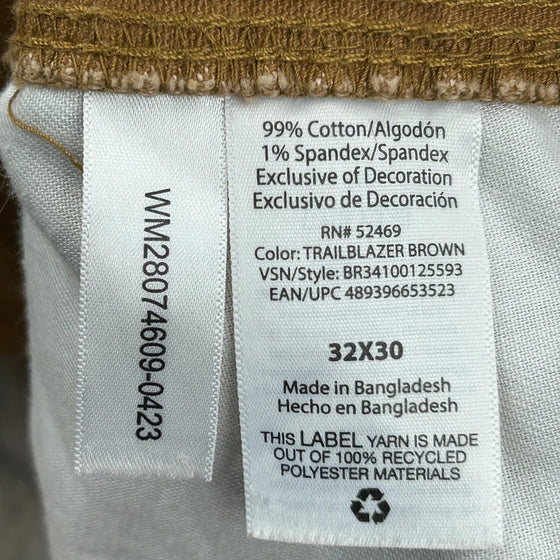 WM28074609-0423
99% Cotton/Algodón
1% Spandex/Spandex
Exclusive of Decoration
Exclusivo de Decoración
RN# 52469
Color: TRAILBLAZER BROWN
VSN/Style: BR34100125593
EAN/UPC 489396653523
32X30
Made in Bangladesh
Hecho en Bangladesh
THIS LABEL YARN IS MADE
OUT OF 100% RECYCLED
POLYESTER MATERIALS